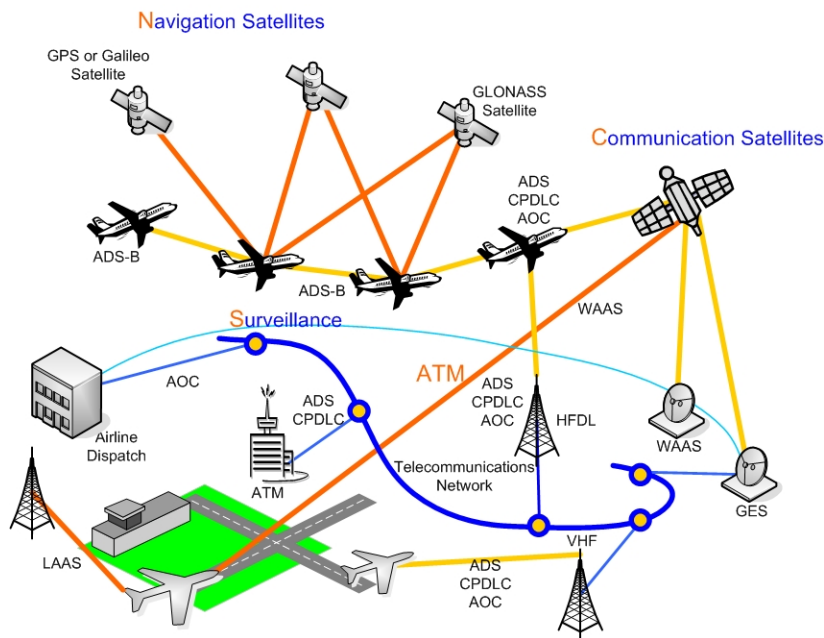 Navigation Satellites
GPS or Galileo
Satellite
GLONASS
Satellite
Communication Satellites
ADS
CPDLC
AOC
ADS-B
ADS-B
WAAS
Surveillance
ATM
AOC
ADS
CPDLC
ADS
CPDLC
AOC
HFDL
WAAS
Airline
Dispatch
ATM
Telecommunications
Network
GES
VHF
LAAS
ADS
CPDLC
AOC